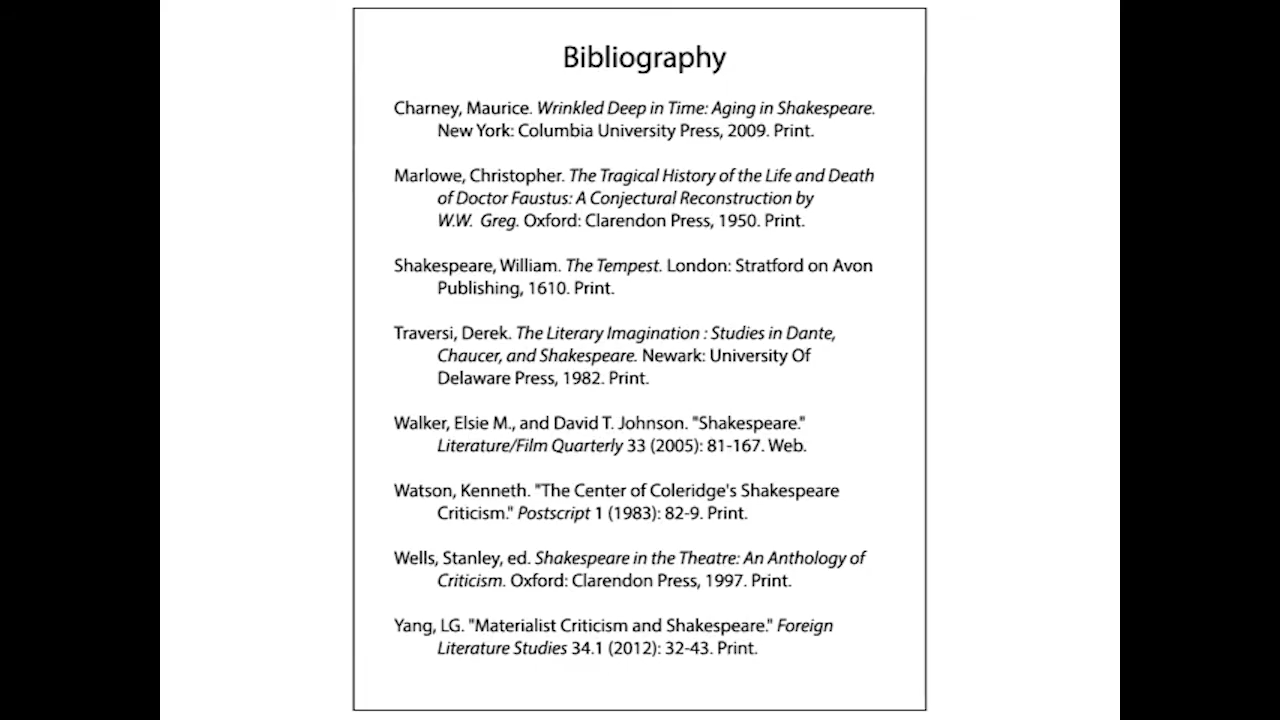 Bibliography
Charney, Maurice. Wrinkled Deep in Time: Aging in Shakespeare.
New York: Columbia University Press, 2009. Print.
Marlowe, Christopher. The Tragical History of the Life and Death
of Doctor Faustus: A Conjectural Reconstruction by
W.W. Greg. Oxford: Clarendon Press, 1950. Print.
Shakespeare, William. The Tempest. London: Stratford on Avon
Publishing, 1610. Print.
Traversi, Derek. The Literary Imagination : Studies in Dante,
Chaucer, and Shakespeare. Newark: University Of
Delaware Press, 1982. Print.
Walker, Elsie M., and David T. Johnson. "Shakespeare."
Literature/Film Quarterly 33 (2005): 81-167. Web.
Watson, Kenneth. "The Center of Coleridge's Shakespeare
Criticism." Postscript 1 (1983): 82-9. Print.
Wells, Stanley, ed. Shakespeare in the Theatre: An Anthology of
Criticism. Oxford: Clarendon Press, 1997. Print.
Yang, LG. "Materialist Criticism and Shakespeare." Foreign
Literature Studies 34.1 (2012): 32-43. Print.